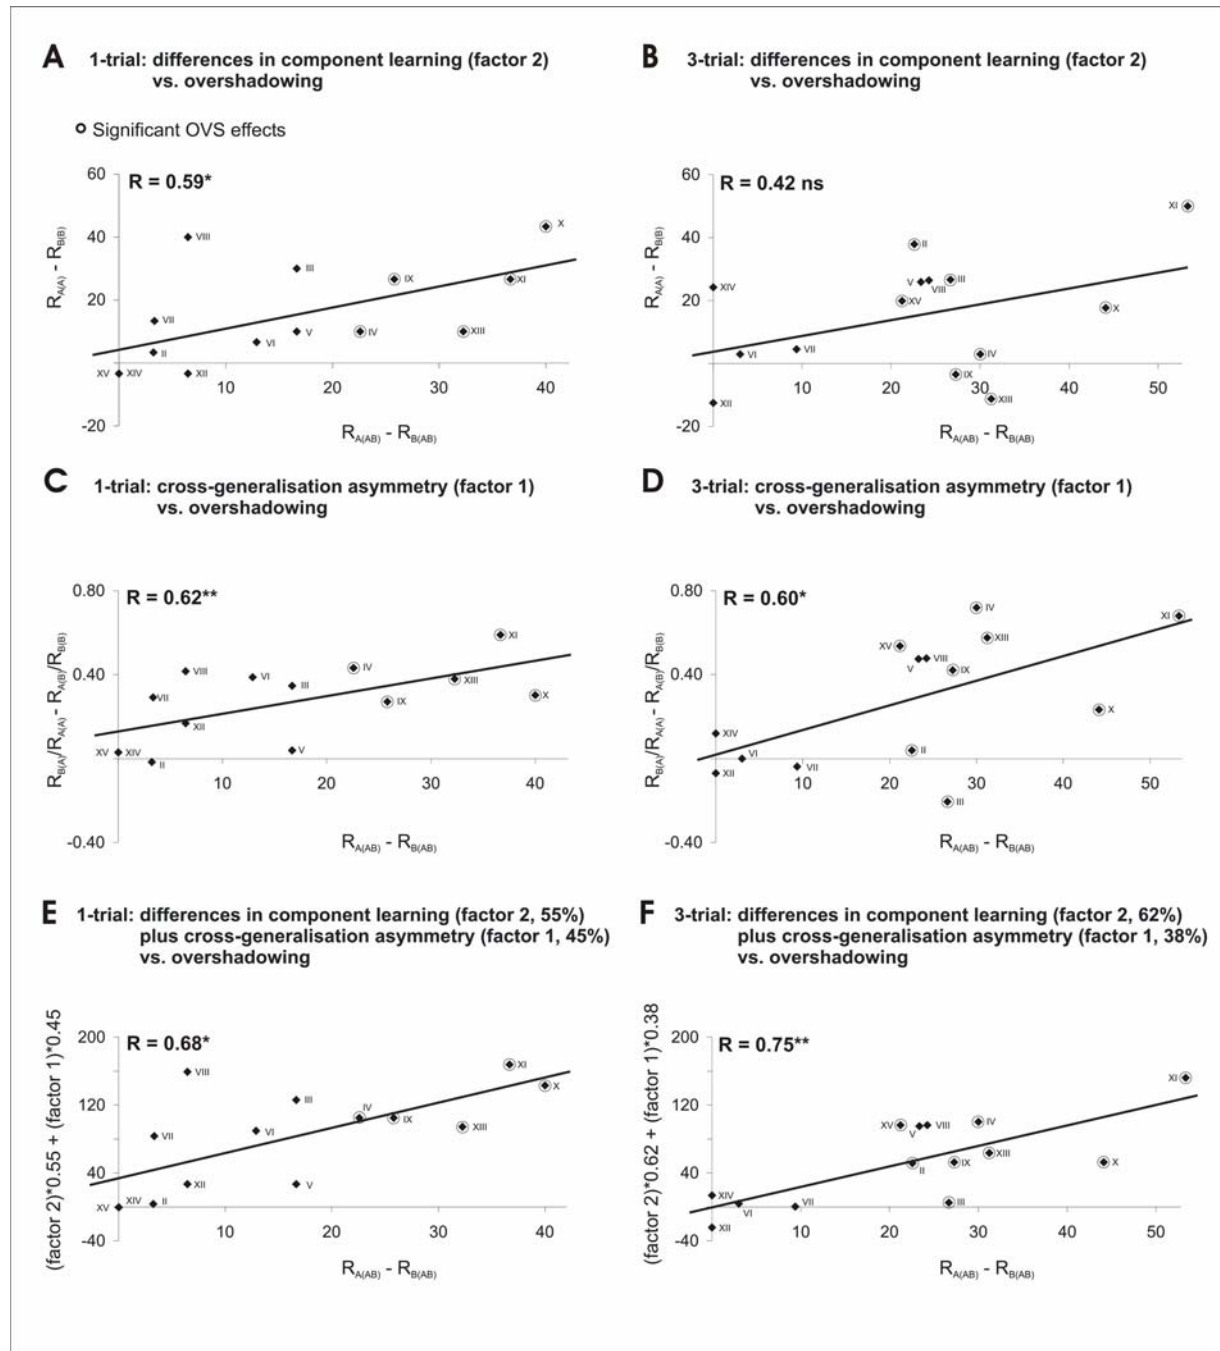 A 1-trial: differences in component learning (factor 2)
vs. overshadowing
Significant OVS effects
R = 0.59*
R_A(A) - R_B(B)
60
40
20
-20
10
20
30
40
R_A(AB) - R_B(AB)
VIII
X
III
IX
XI
VII
V
IV
XIII
VI
II
XV
XIV
XII
B 3-trial: differences in component learning (factor 2)
vs. overshadowing
R = 0.42 ns
60
40
20
-20
10
20
30
40
50
R_A(AB) - R_B(AB)
XI
II
V
VIII
III
XIV
XV
X
VI
VII
IV
IX
XII
XIII
C 1-trial: cross-generalisation asymmetry (factor 1)
vs. overshadowing
R = 0.62**
R_B(A)/R_A(A) - R_A(B)/R_B(B)
0.80
0.40
-0.40
10
20
30
40
R_A(AB) - R_B(AB)
XI
IV
VIII
VI
III
XIII
VII
IX
X
XII
XV
XIV
II
V
D 3-trial: cross-generalisation asymmetry (factor 1)
vs. overshadowing
R = 0.60*
R_B(A)/R_A(A) - R_A(B)/R_B(B)
0.80
0.40
-0.40
10
20
30
40
50
R_A(AB) - R_B(AB)
IV
XI
XV
XIII
V
VIII
IX
X
XIV
II
VI
VII
XII
III
E 1-trial: differences in component learning (factor 2, 55%)
plus cross-generalisation asymmetry (factor 1, 45%)
vs. overshadowing
R = 0.68*
(factor 2)*0.55 + (factor 1)*0.45
200
120
40
-40
10
20
30
40
R_A(AB) - R_B(AB)
VIII
XI
X
III
IV
IX
XIII
VI
VII
XII
V
XV
XIV
II
F 3-trial: differences in component learning (factor 2, 62%)
plus cross-generalisation asymmetry (factor 1, 38%)
vs. overshadowing
R = 0.75**
(factor 2)*0.62 + (factor 1)*0.38
200
120
40
-40
10
20
30
40
50
R_A(AB) - R_B(AB)
XI
XV
V
VIII
IV
XIII
II
IX
X
XIV
VI
VII
III
XII